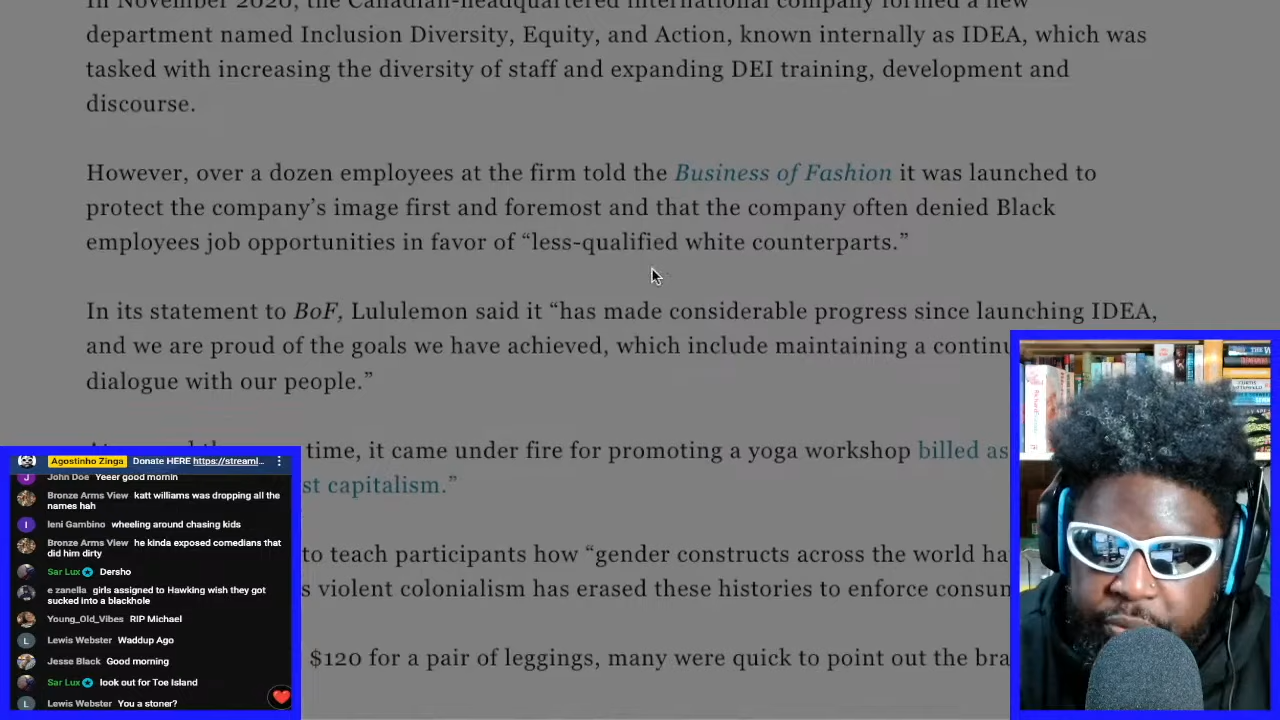 In November 2020, the Canadian-headquartered international company formed a new
department named Inclusion Diversity, Equity, and Action, known internally as IDEA, which was
tasked with increasing the diversity of staff and expanding DEI training, development and
discourse.
However, over a dozen employees at the firm told the Business of Fashion it was launched to
protect the company’s image first and foremost and that the company often denied Black
employees job opportunities in favor of “less-qualified white counterparts.”
In its statement to BoF, Lululemon said it “has made considerable progress since launching IDEA,
and we are proud of the goals we have achieved, which include maintaining a
dialogue with our people.”
time, it came under fire for promoting a yoga workshop billed as
capitalism.”
to teach participants how “gender constructs across the world
violent colonialism has erased these histories to enforce
$120 for a pair of leggings, many were quick to point out the
Agostinho Zinga Donate HERE https://streaml...
John Doe Yeeer good mornin
Bronze Arms View katt williams was dropping all the
names hah
Ieni Gambino wheeling around chasing kids
Bronze Arms View he kinda exposed comedians that
did him dirty
Sar Lux Dersho
e zanella girls assigned to Hawking wish they got
sucked into a blackhole
Young_Old_Vibes RIP Michael
Lewis Webster Waddup Ago
Jesse Black Good morning
Sar Lux look out for Toe Island
Lewis Webster You a stoner?